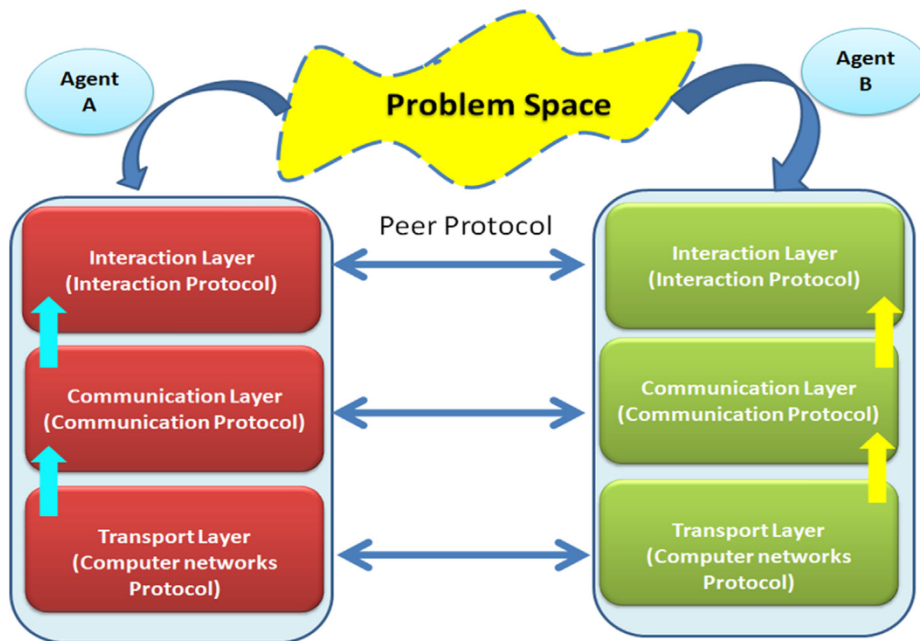 Agent
A
Problem Space
Agent
B
Peer Protocol
Interaction Layer
(Interaction Protocol)
Communication Layer
(Communication Protocol)
Transport Layer
(Computer networks
Protocol)
Interaction Layer
(Interaction Protocol)
Communication Layer
(Communication Protocol)
Transport Layer
(Computer networks
Protocol)